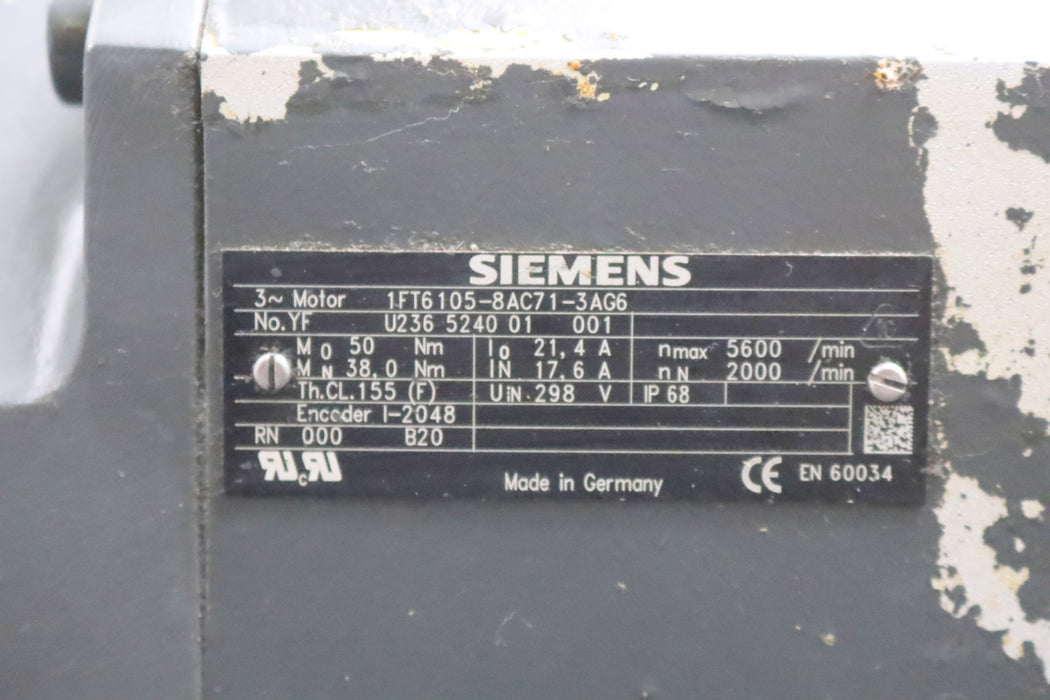 SIEMENS
3~ Motor 1FT6105-8AC71-3AG6
No. YF U236 5240 01 001
M0 50 Nm I0 21,4 A nmax 5600 /min
MN 38,0 Nm IN 17,6 A nN 2000 /min
Th.CL.155 (F) UIN 298 V IP 68
Encoder I-2048
RN 000 B20
RU c RU
Made in Germany CE EN 60034